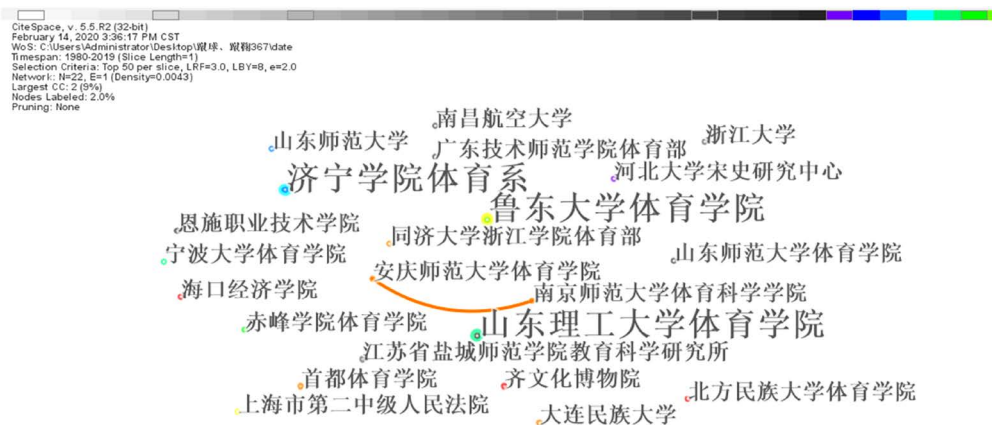 CiteSpace, v. 5.5.R2 (32-bit)
February 14, 2020 3:36:17 PM CST
WoS: C:\Users\Administrator\Desktop\蹴球、蹴鞠367\date
Timespan: 1980-2019 (Slice Length=1)
Selection Criteria: Top 50 per slice, LRF=3.0, LBY=8, e=2.0
Network: N=22, E=1 (Density=0.0043)
Largest CC: 2 (9%)
Nodes Labeled: 2.0%
Pruning: None
南昌航空大学
浙江大学
山东师范大学
广东技术师范学院体育部
河北大学宋史研究中心
济宁学院体育系
鲁东大学体育学院
恩施职业技术学院
同济大学浙江学院体育部
宁波大学体育学院
山东师范大学体育学院
安庆师范大学体育学院
海口经济学院
南京师范大学体育科学学院
赤峰学院体育学院
山东理工大学体育学院
江苏省盐城师范学院教育科学研究所
首都体育学院
齐文化博物院
北方民族大学体育学院
上海市第二中级人民法院
大连民族大学